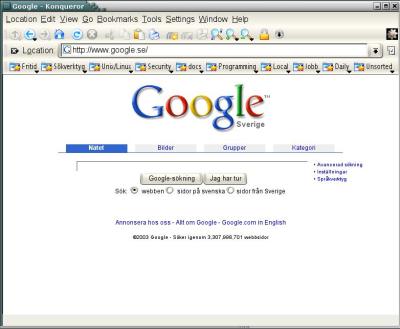 Google - Konqueror
Location Edit View Go Bookmarks Tools Settings Window Help
Location: http://www.google.se/
Fritid Sökverktyg Unix/Linux Security docs Programming Local Jobb Daily Unsorted
Google™
Sverige
Nätet Bilder Grupper Kategori
• Avancerad sökning
• Inställningar
• Språkverktyg
Google-sökning Jag har tur
Sök: webben sidor på svenska sidor från Sverige
Annonsera hos oss - Allt om Google - Google.com in English
©2003 Google - Söker igenom 3,307,998,701 webbsidor